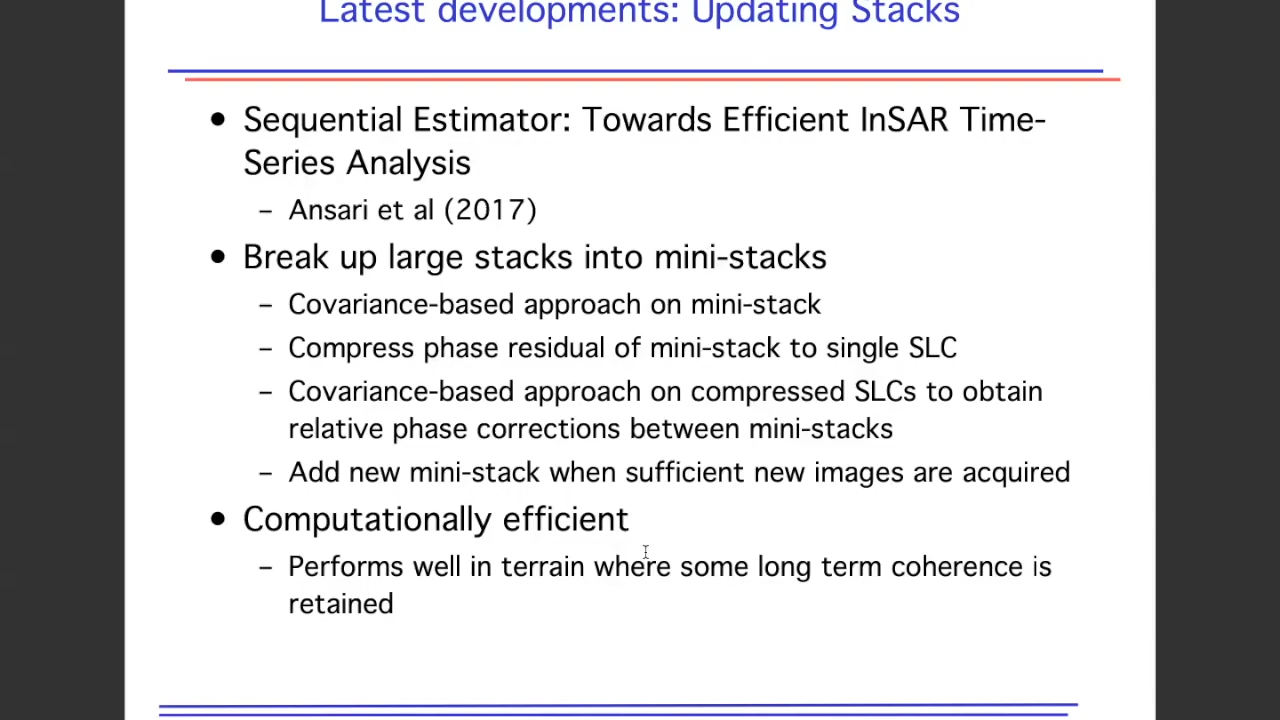 Latest developments: Updating Stacks
• Sequential Estimator: Towards Efficient InSAR Time-
Series Analysis
– Ansari et al (2017)
• Break up large stacks into mini-stacks
– Covariance-based approach on mini-stack
– Compress phase residual of mini-stack to single SLC
– Covariance-based approach on compressed SLCs to obtain
relative phase corrections between mini-stacks
– Add new mini-stack when sufficient new images are acquired
• Computationally efficient
– Performs well in terrain where some long term coherence is
retained